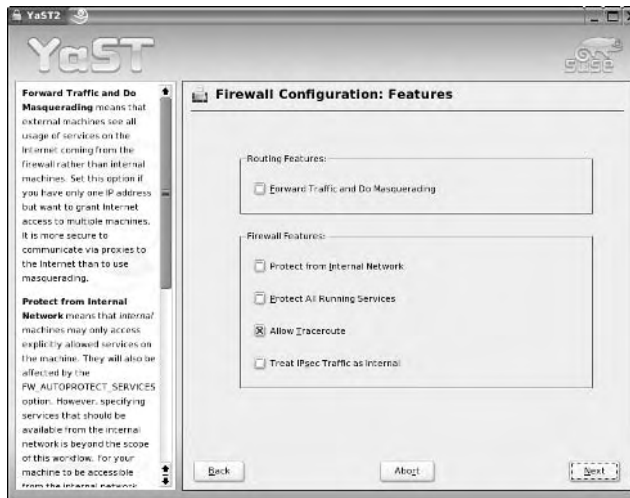 YaST2
YaST
SUSE
Forward Traffic and Do
Masquerading means that
external machines see all
usage of services on the
Internet coming from the
firewall rather than internal
machines. Set this option if
you have only one IP address
but want to grant Internet
access to multiple machines.
It is more secure to
communicate via proxies to
the Internet than to use
masquerading.
Protect from Internal
Network means that internal
machines may only access
explicitly allowed services on
the machine. They will also be
affected by the
FW_AUTOPROTECT_SERVICES
option. However, specifying
services that should be
available from the internal
network is beyond the scope
of this workflow. For your
machine to be accessible
from the internal network
Firewall Configuration: Features
Routing Features:
Forward Traffic and Do Masquerading
Firewall Features:
Protect from Internal Network
Protect All Running Services
Allow Traceroute
Treat IPsec Traffic as Internal
Back
Abort
Next